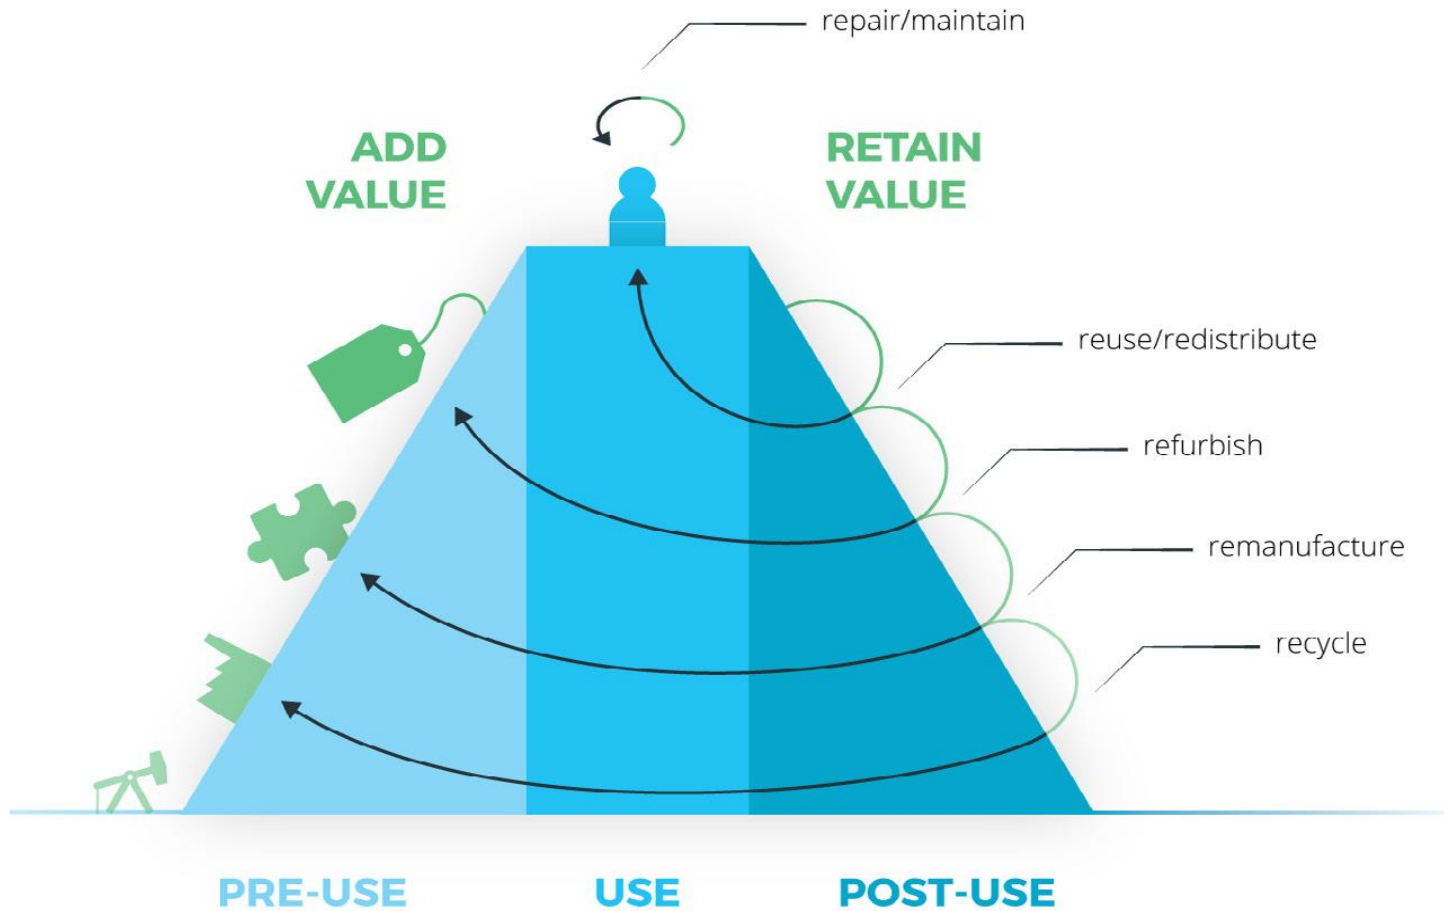 repair/maintain
ADD
VALUE
RETAIN
VALUE
reuse/redistribute
refurbish
remanufacture
recycle
PRE-USE
USE
POST-USE